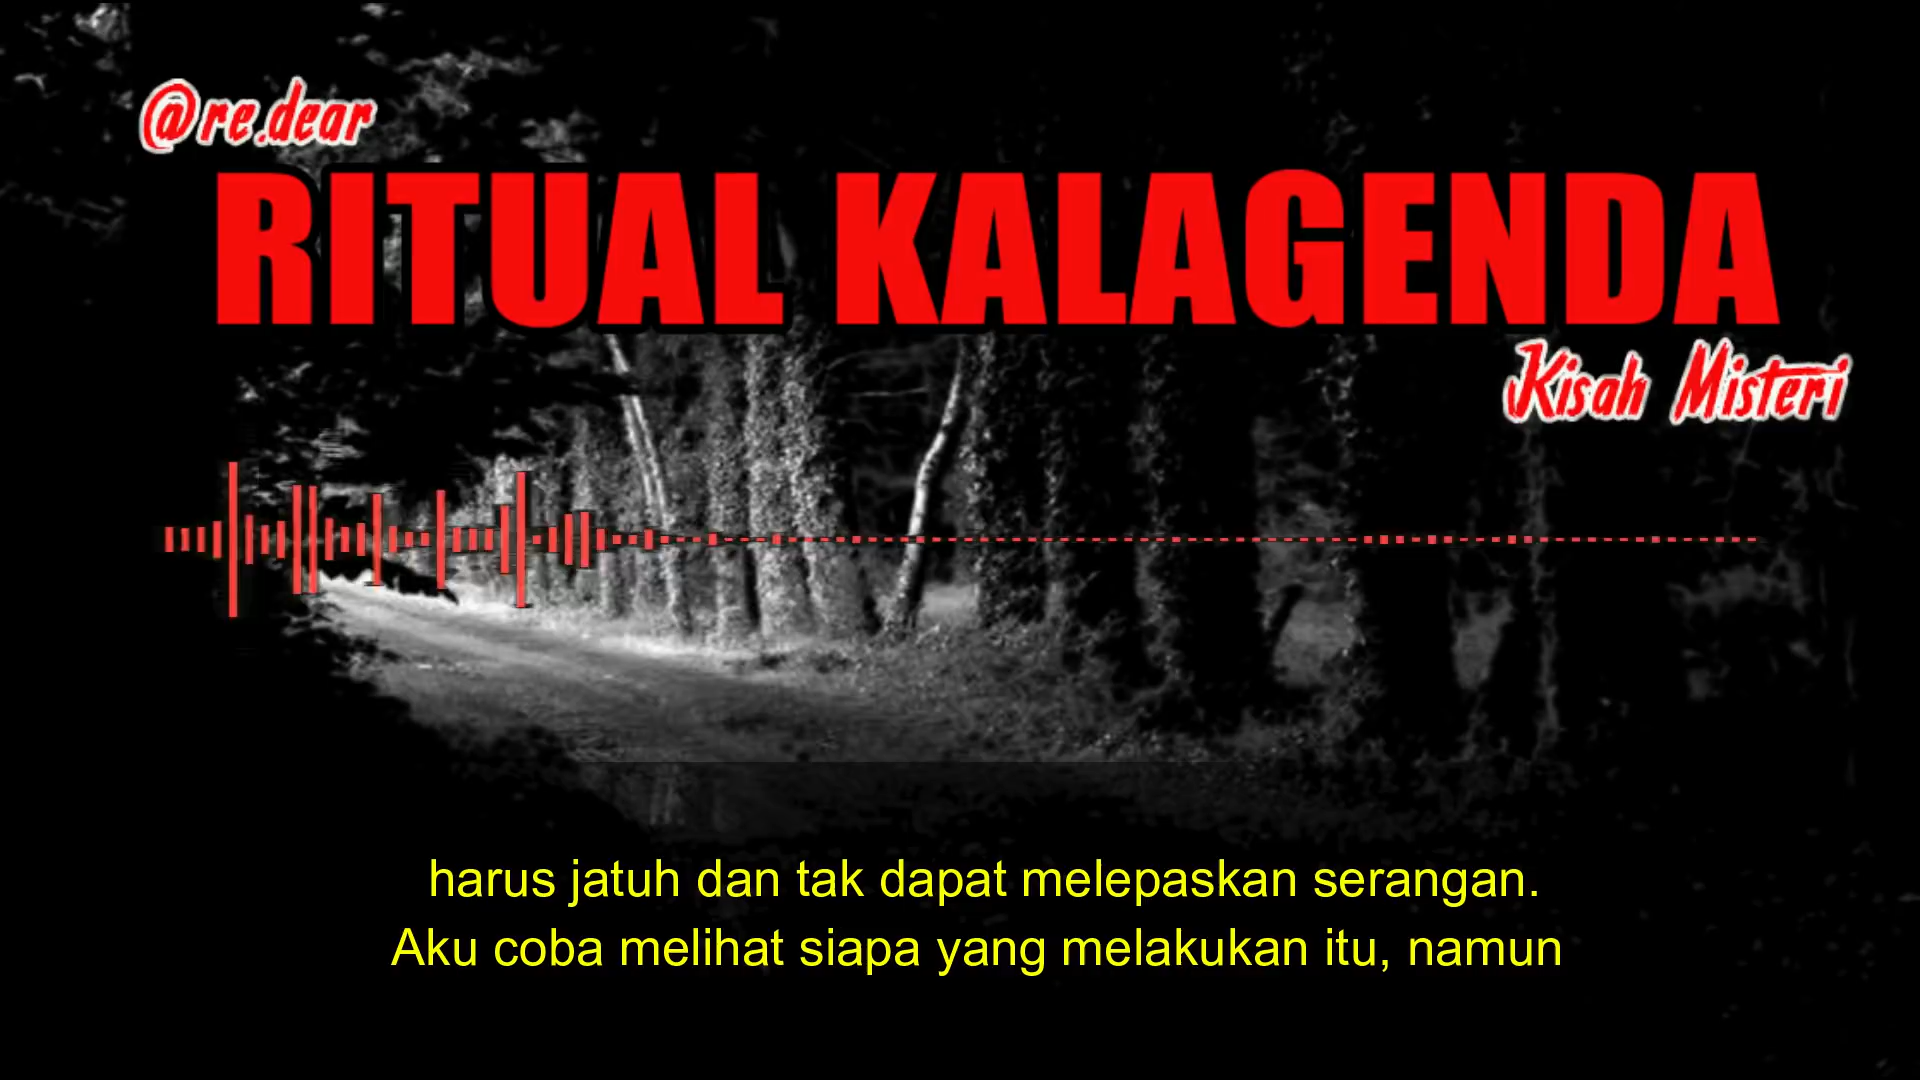 @re.dear
RITUAL KALAGENDA
Kisah Misteri
harus jatuh dan tak dapat melepaskan serangan.
Aku coba melihat siapa yang melakukan itu, namun